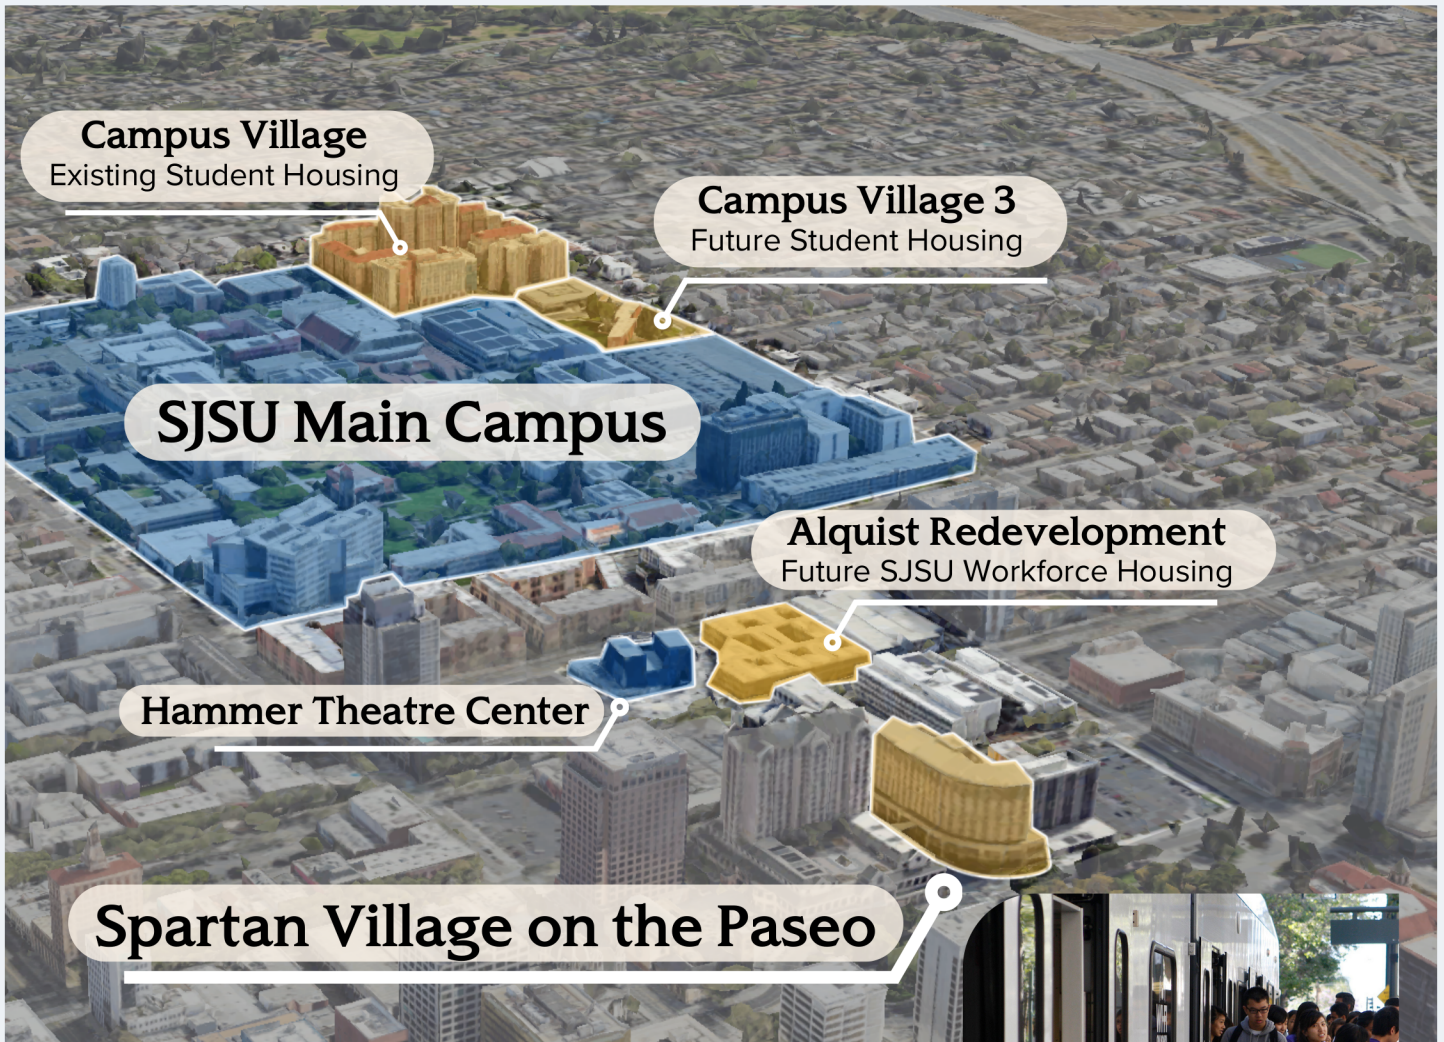 Campus Village
Existing Student Housing
Campus Village 3
Future Student Housing
SJSU Main Campus
Alquist Redevelopment
Future SJSU Workforce Housing
Hammer Theatre Center
Spartan Village on the Paseo